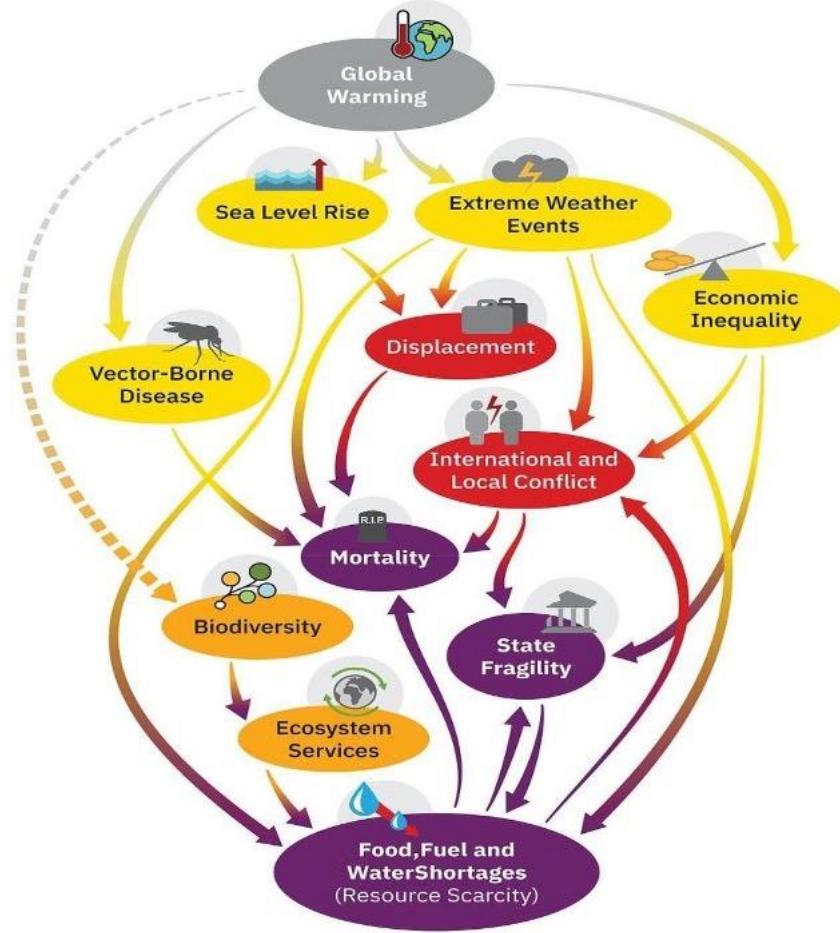 Global
Warming
Sea Level Rise
Extreme Weather
Events
Economic
Inequality
Displacement
Vector-Borne
Disease
International and
Local Conflict
R.I.P
Mortality
Biodiversity
State
Fragility
Ecosystem
Services
Food,Fuel and
WaterShortages
(Resource Scarcity)